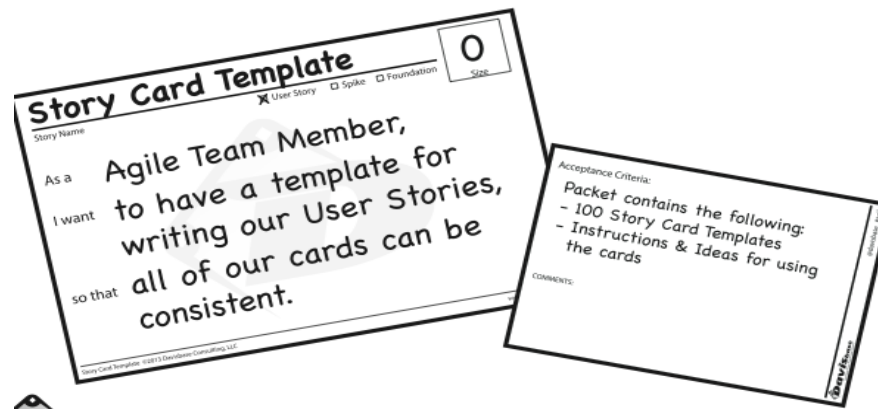 Story Card Template
O
Size
Story Name
User Story Spike Foundation
As a Agile Team Member,
I want to have a template for
writing our User Stories,
so that all of our cards can be
consistent.
Story Card Template ©2013 Davisbase Consulting, LLC
Acceptance Criteria:
Packet contains the following:
- 100 Story Card Templates
- Instructions & Ideas for using
the cards
COMMENTS:
Davisbase